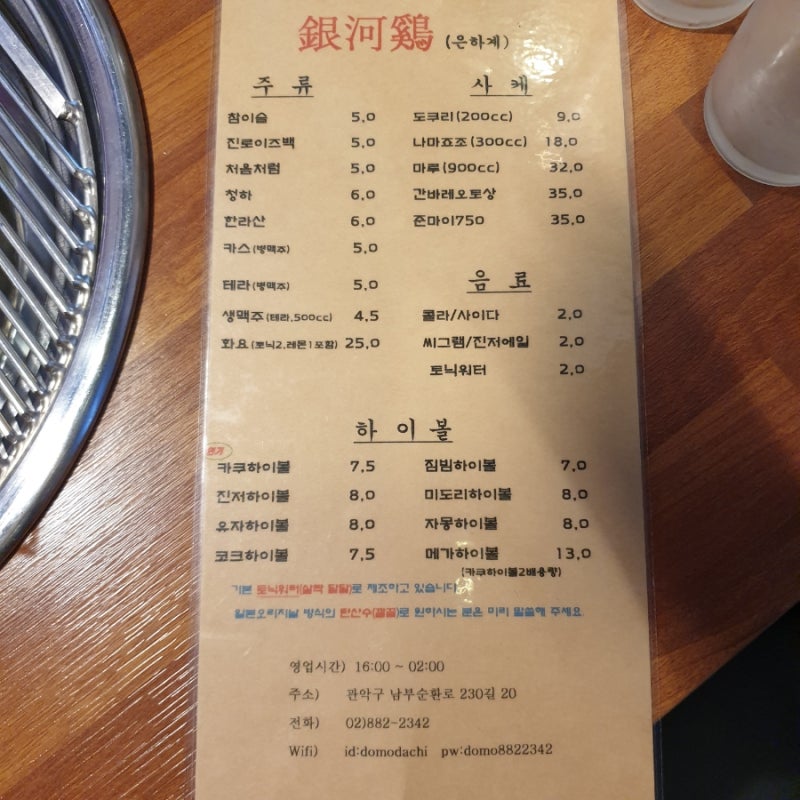 銀河鷄 (은하계)
주 류
참이슬 5,0
진로이즈백 5,0
처음처럼 5,0
청하 6,0
한라산 6,0
카스(병맥주) 5,0
테라(병맥주) 5,0
생맥주(테라,500cc) 4,5
화요(토닉2,레몬1포함) 25,0
사 케
도쿠리(200cc) 9,0
나마죠조(300cc) 18,0
마루(900cc) 32,0
간바레오토상 35,0
준마이750 35,0
음 료
콜라/사이다 2,0
씨그램/진저에일 2,0
토닉워터 2,0
하 이 볼
인기
카쿠하이볼 7,5
진저하이볼 8,0
유자하이볼 8,0
코크하이볼 7,5
짐빔하이볼 7,0
미도리하이볼 8,0
자몽하이볼 8,0
메가하이볼 13,0
(카쿠하이볼2배용량)
기본 토닉워터(살짝 달달)로 제조하고 있습니다
일본오리지날 방식의 탄산수(깔끔)로 원하시는 분은 미리 말씀해 주세요.
영업시간) 16:00 ~ 02:00
주소) 관악구 남부순환로 230길 20
전화) 02)882-2342
Wifi) id:domodachi pw:domo8822342